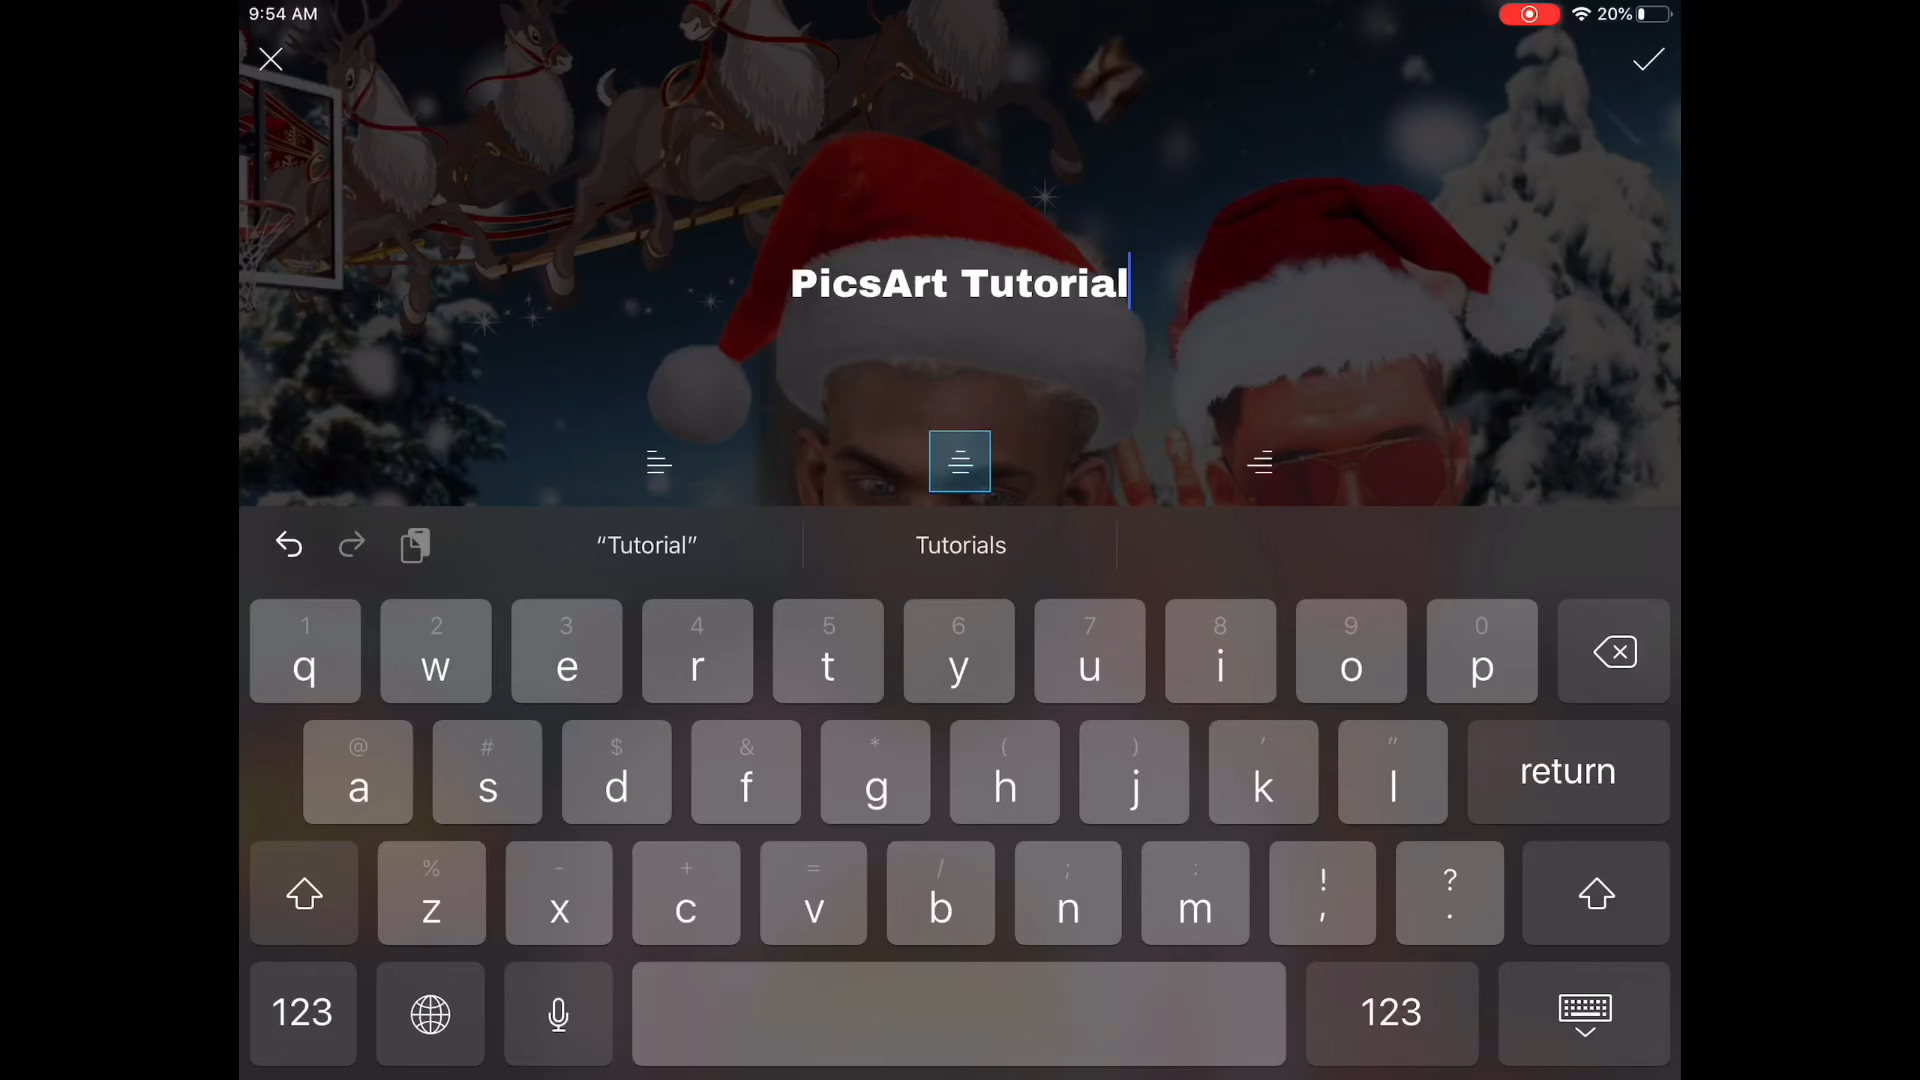 9:54 AM
20%
PicsArt Tutorial
“Tutorial”
Tutorials
1 2 3 4 5 6 7 8 9 0
q w e r t y u i o p
@ # $ & * ( ) ' "
a s d f g h j k l return
% - + = / ; : ! ?
z x c v b n m , .
123 123